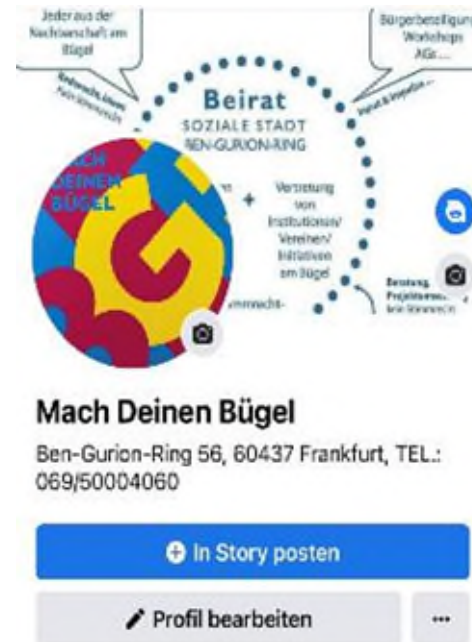 Jeder aus der
Nachbarschaft am
Bügel
Bürgerbeteiligung
Workshops
AGs ...
Beirat
SOZIALE STADT
BEN-GURION-RING
+
Vertretung
von
Institutionen/
Vereinen/
Initiativen
am Bügel
Beratung,
MACH
DEINEN
BÜGEL
G
Mach Deinen Bügel
Ben-Gurion-Ring 56, 60437 Frankfurt, TEL.:
069/50004060
In Story posten
Profil bearbeiten
...